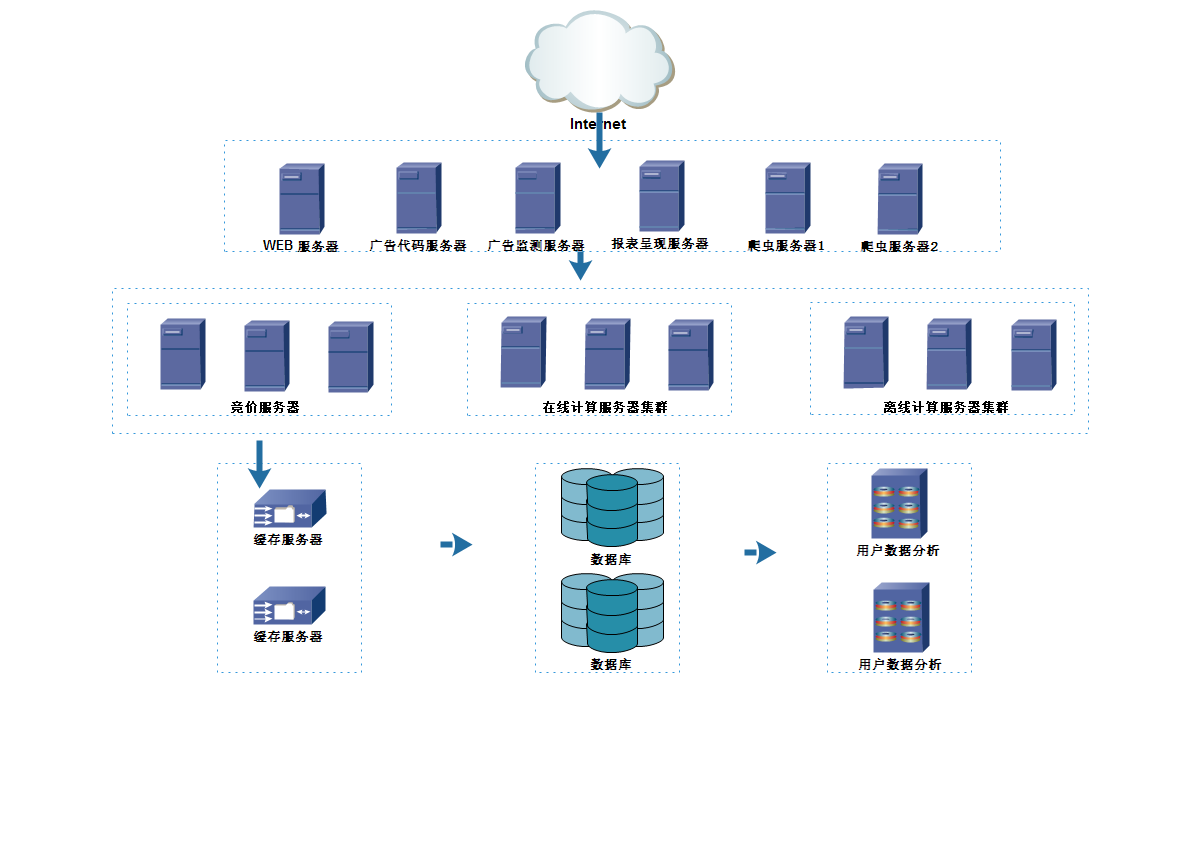 Internet
WEB 服务器
广告代码服务器
广告监测服务器
报表呈现服务器
爬虫服务器1
爬虫服务器2
竞价服务器
在线计算服务器集群
离线计算服务器集群
缓存服务器
数据库
用户数据分析
缓存服务器
数据库
用户数据分析